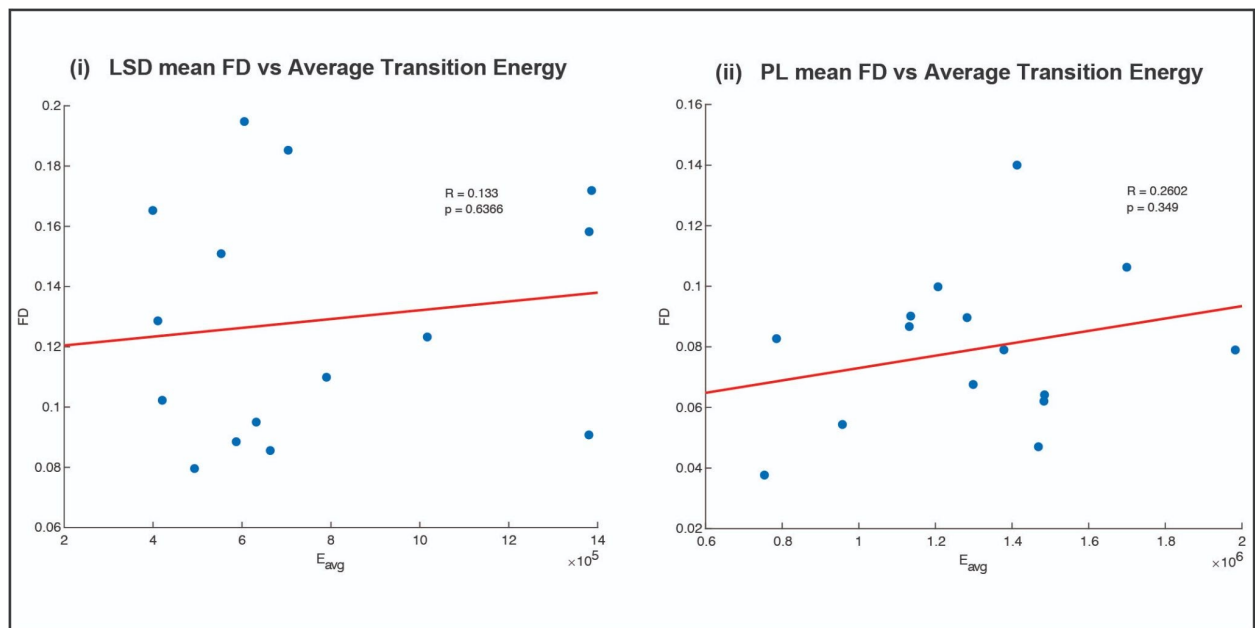 (i) LSD mean FD vs Average Transition Energy
0.2
0.18
0.16
0.14
0.12
0.1
0.08
0.06
FD
R = 0.133
p = 0.6366
2 4 6 8 10 12 14
×10⁵
E_avg
(ii) PL mean FD vs Average Transition Energy
0.16
0.14
0.12
0.1
0.08
0.06
0.04
0.02
FD
R = 0.2602
p = 0.349
0.6 0.8 1 1.2 1.4 1.6 1.8 2
×10⁶
E_avg